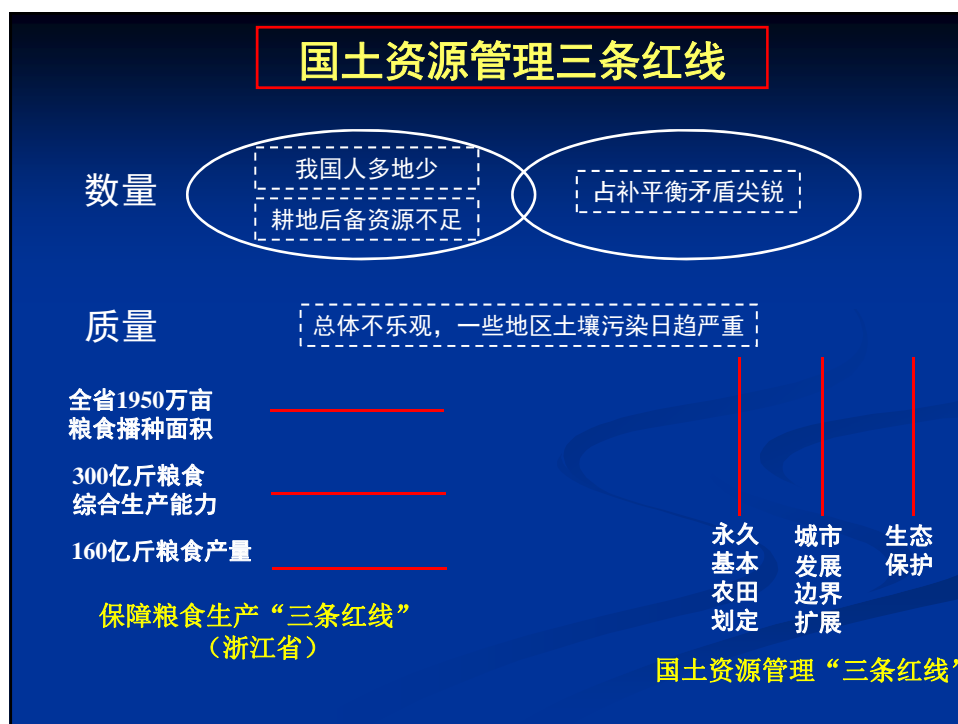 国土资源管理三条红线
数量
我国人多地少
耕地后备资源不足
占补平衡矛盾尖锐
质量
总体不乐观，一些地区土壤污染日趋严重
全省1950万亩
粮食播种面积
300亿斤粮食
综合生产能力
160亿斤粮食产量
保障粮食生产“三条红线”
（浙江省）
永久
基本
农田
划定
城市
发展
边界
扩展
生态
保护
国土资源管理“三条红线”